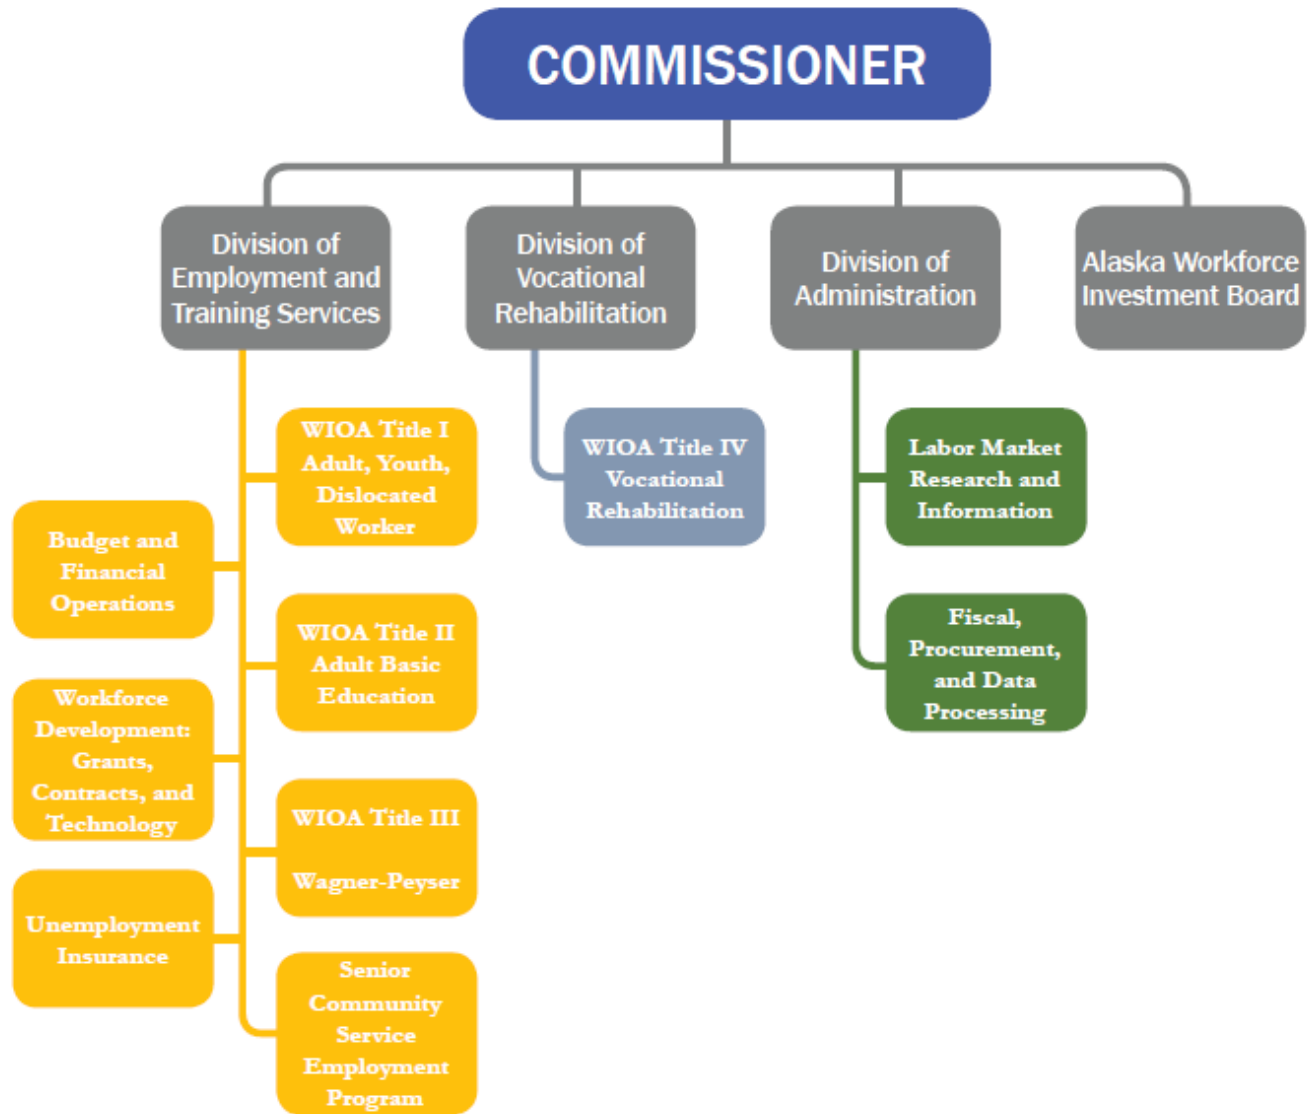 COMMISSIONER
Division of
Employment and
Training Services
Division of
Vocational
Rehabilitation
Division of
Administration
Alaska Workforce
Investment Board
WIOA Title I
Adult, Youth,
Dislocated
Worker
Budget and
Financial
Operations
WIOA Title II
Adult Basic
Education
Workforce
Development:
Grants,
Contracts, and
Technology
WIOA Title III
Wagner-Peyser
Unemployment
Insurance
Senior
Community
Service
Employment
Program
WIOA Title IV
Vocational
Rehabilitation
Labor Market
Research and
Information
Fiscal,
Procurement,
and Data
Processing